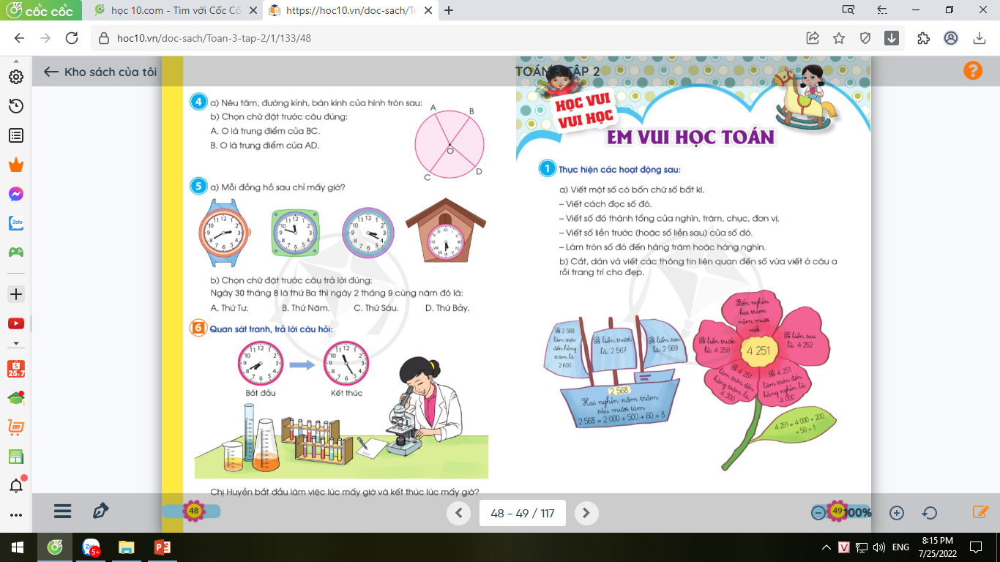 cốc cốc
học 10.com - Tìm với Cốc Cố
https://hoc10.vn/doc-sach/To
hoc10.vn/doc-sach/Toan-3-tap-2/1/133/48
Kho sách của tôi
TOÁN 3 TẬP 2
4 a) Nêu tâm, đường kính, bán kính của hình tròn sau:
b) Chọn chữ đặt trước câu đúng:
A. O là trung điểm của BC.
B. O là trung điểm của AD.
A
B
O
C
D
5 a) Mỗi đồng hồ sau chỉ mấy giờ?
b) Chọn chữ đặt trước câu trả lời đúng:
Ngày 30 tháng 8 là thứ Ba thì ngày 2 tháng 9 cùng năm đó là:
A. Thứ Tư. B. Thứ Năm. C. Thứ Sáu. D. Thứ Bảy.
6 Quan sát tranh, trả lời câu hỏi:
Bắt đầu
Kết thúc
Chị Huyền bắt đầu làm việc lúc mấy giờ và kết thúc lúc mấy giờ?
48
HỌC VUI
VUI HỌC
EM VUI HỌC TOÁN
1 Thực hiện các hoạt động sau:
a) Viết một số có bốn chữ số bất kì.
– Viết cách đọc số đó.
– Viết số đó thành tổng của nghìn, trăm, chục, đơn vị.
– Viết số liền trước (hoặc số liền sau) của số đó.
– Làm tròn số đó đến hàng trăm hoặc hàng nghìn.
b) Cắt, dán và viết các thông tin liên quan đến số vừa viết ở câu a
rồi trang trí cho đẹp.
Số 2 568
làm tròn
đến hàng
trăm là:
2 600
Số liền trước
là: 2 567
Số liền sau
là: 2 569
2 568
Hai nghìn năm trăm
sáu mươi tám
2 568 = 2 000 + 500 + 60 + 8
Bốn nghìn
hai trăm
năm mươi
mốt
Số liền trước
là: 4 250
Số liền sau
là: 4 252
4 251
Số 4 251
làm tròn đến
hàng trăm là:
4 300
Số 4 251
làm tròn đến
hàng nghìn là:
4 000
4 251 = 4 000 + 200
+ 50 + 1
48 – 49 / 117
49
100%
Zalo
25.7
5+
ENG
8:15 PM
7/25/2022